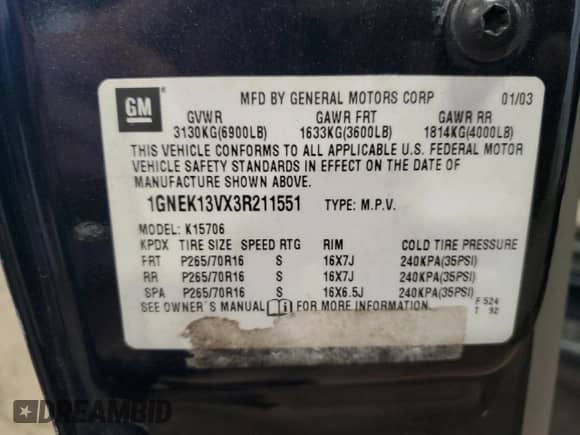 GM
MFD BY GENERAL MOTORS CORP 01/03
GVWR GAWR FRT GAWR RR
3130KG(6900LB) 1633KG(3600LB) 1814KG(4000LB)
THIS VEHICLE CONFORMS TO ALL APPLICABLE U.S. FEDERAL MOTOR
VEHICLE SAFETY STANDARDS IN EFFECT ON THE DATE OF
MANUFACTURE SHOWN ABOVE.
1GNEK13VX3R211551 TYPE: M.P.V.
MODEL: K15706
KPDX TIRE SIZE SPEED RTG RIM COLD TIRE PRESSURE
FRT P265/70R16 S 16X7J 240KPA(35PSI)
RR P265/70R16 S 16X7J 240KPA(35PSI)
SPA P265/70R16 S 16X6.5J 240KPA(35PSI)
SEE OWNER'S MANUAL FOR MORE INFORMATION. F 524
T 92
DREAMBID